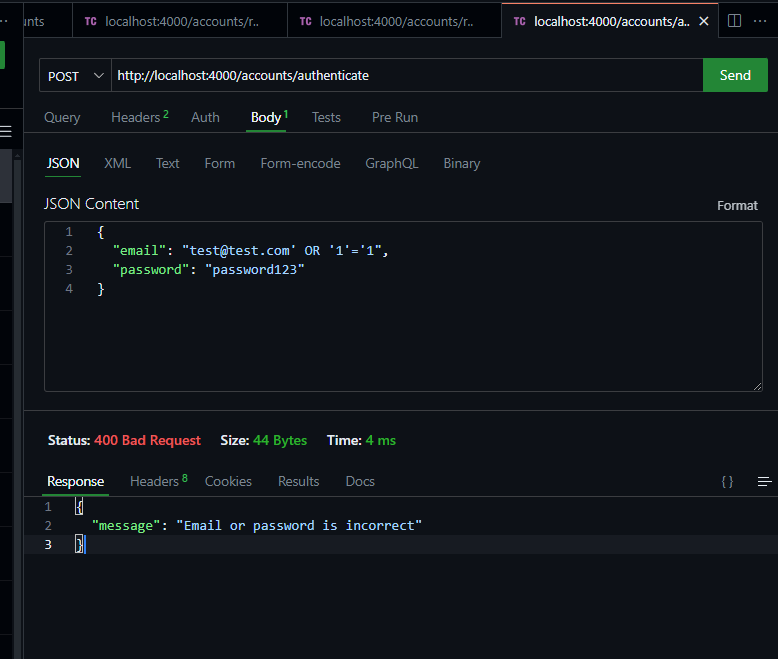 unts TC localhost:4000/accounts/r.. TC localhost:4000/accounts/r.. TC localhost:4000/accounts/a..
POST http://localhost:4000/accounts/authenticate Send
Query Headers 2 Auth Body 1 Tests Pre Run
JSON XML Text Form Form-encode GraphQL Binary
JSON Content Format
1 {
2 "email": "test@test.com' OR '1'='1",
3 "password": "password123"
4 }
Status: 400 Bad Request Size: 44 Bytes Time: 4 ms
Response Headers 8 Cookies Results Docs { }
1 {
2 "message": "Email or password is incorrect"
3 }